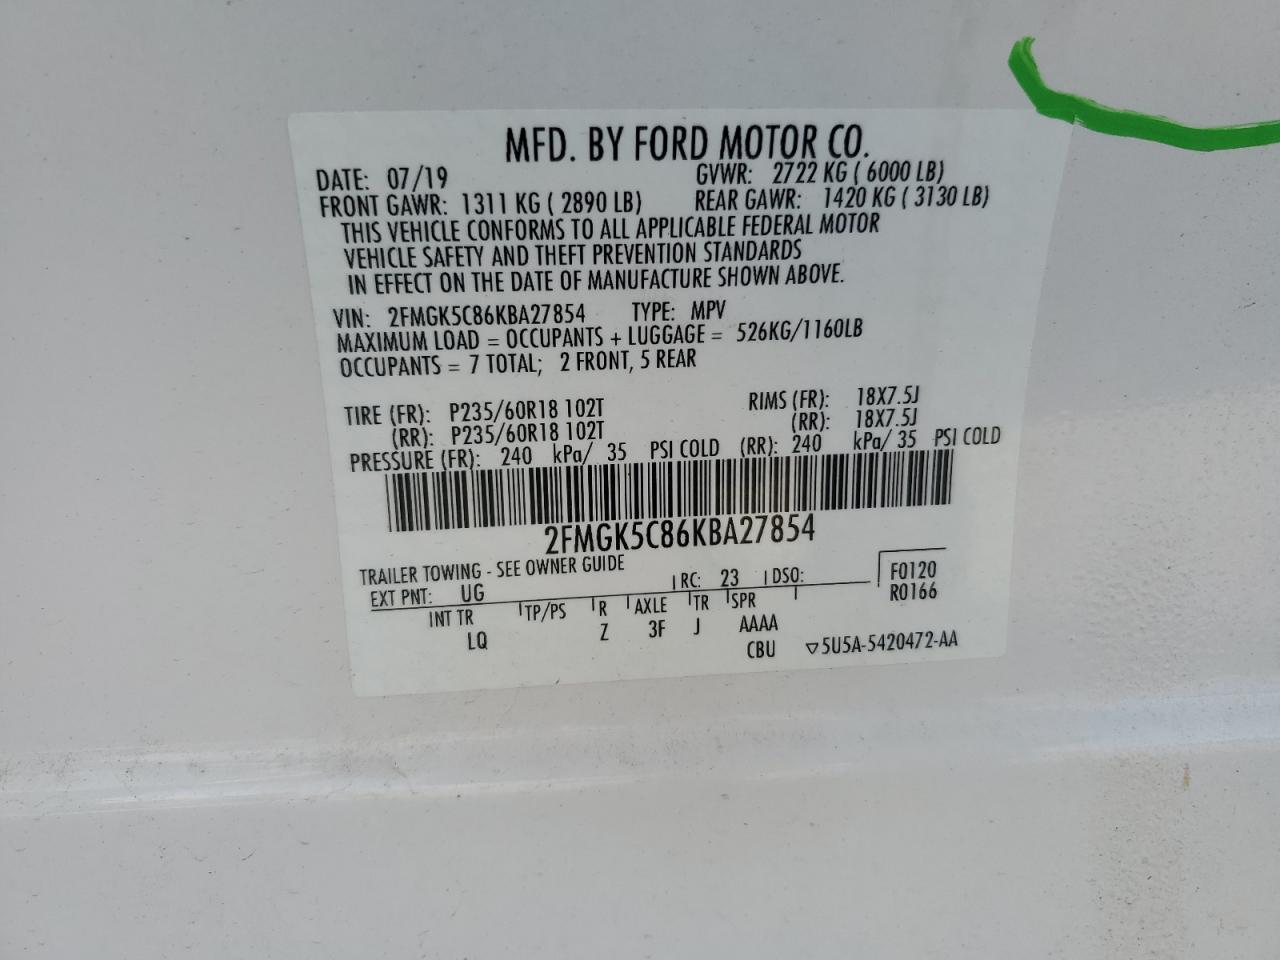 MFD. BY FORD MOTOR CO.
DATE: 07/19 GVWR: 2722 KG ( 6000 LB)
FRONT GAWR: 1311 KG ( 2890 LB) REAR GAWR: 1420 KG ( 3130 LB)
THIS VEHICLE CONFORMS TO ALL APPLICABLE FEDERAL MOTOR
VEHICLE SAFETY AND THEFT PREVENTION STANDARDS
IN EFFECT ON THE DATE OF MANUFACTURE SHOWN ABOVE.
VIN: 2FMGK5C86KBA27854 TYPE: MPV
MAXIMUM LOAD = OCCUPANTS + LUGGAGE = 526KG/1160LB
OCCUPANTS = 7 TOTAL; 2 FRONT, 5 REAR
TIRE (FR): P235/60R18 102T RIMS (FR): 18X7.5J
(RR): P235/60R18 102T (RR): 18X7.5J
PRESSURE (FR): 240 kPa/ 35 PSI COLD (RR): 240 kPa/ 35 PSI COLD
2FMGK5C86KBA27854
TRAILER TOWING - SEE OWNER GUIDE
EXT PNT: UG RC: 23 DSO: F0120
R0166
INT TR TP/PS R AXLE TR SPR
LQ Z 3F J AAAA
CBU ▽5U5A-5420472-AA